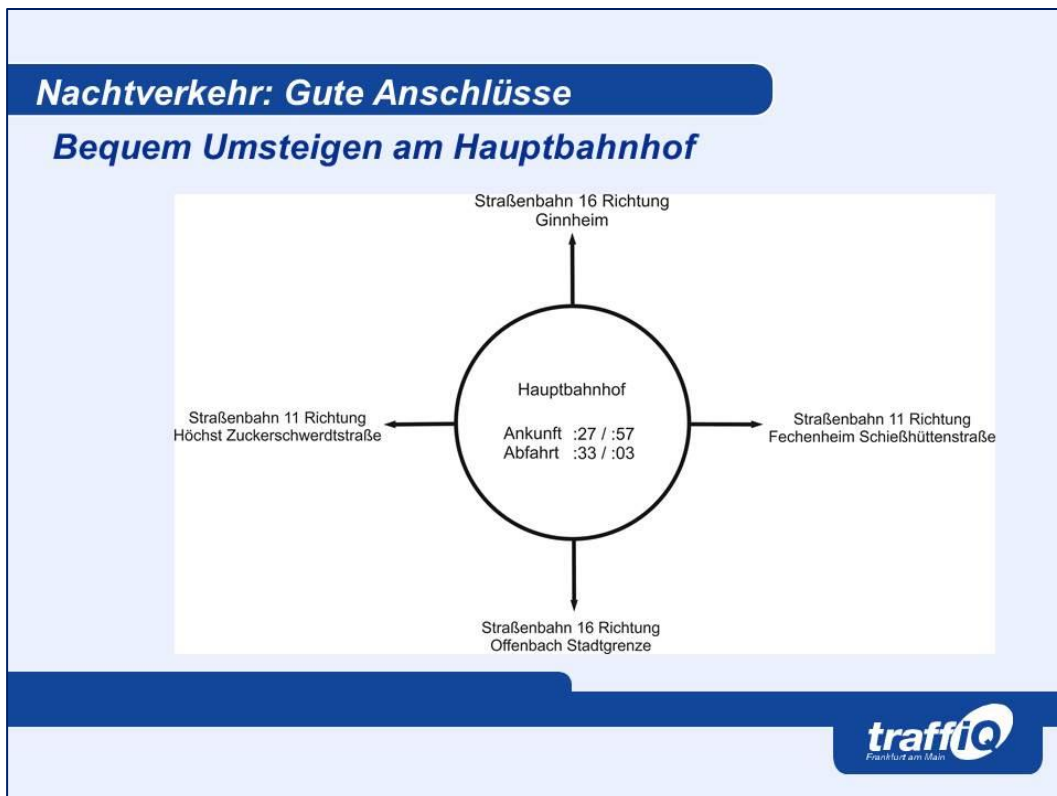 Nachtverkehr: Gute Anschlüsse
Bequem Umsteigen am Hauptbahnhof
Straßenbahn 16 Richtung
Ginnheim
Hauptbahnhof
Ankunft :27 / :57
Abfahrt :33 / :03
Straßenbahn 11 Richtung
Höchst Zuckerschwerdtstraße
Straßenbahn 11 Richtung
Fechenheim Schießhüttenstraße
Straßenbahn 16 Richtung
Offenbach Stadtgrenze
traffiQ
Frankfurt am Main